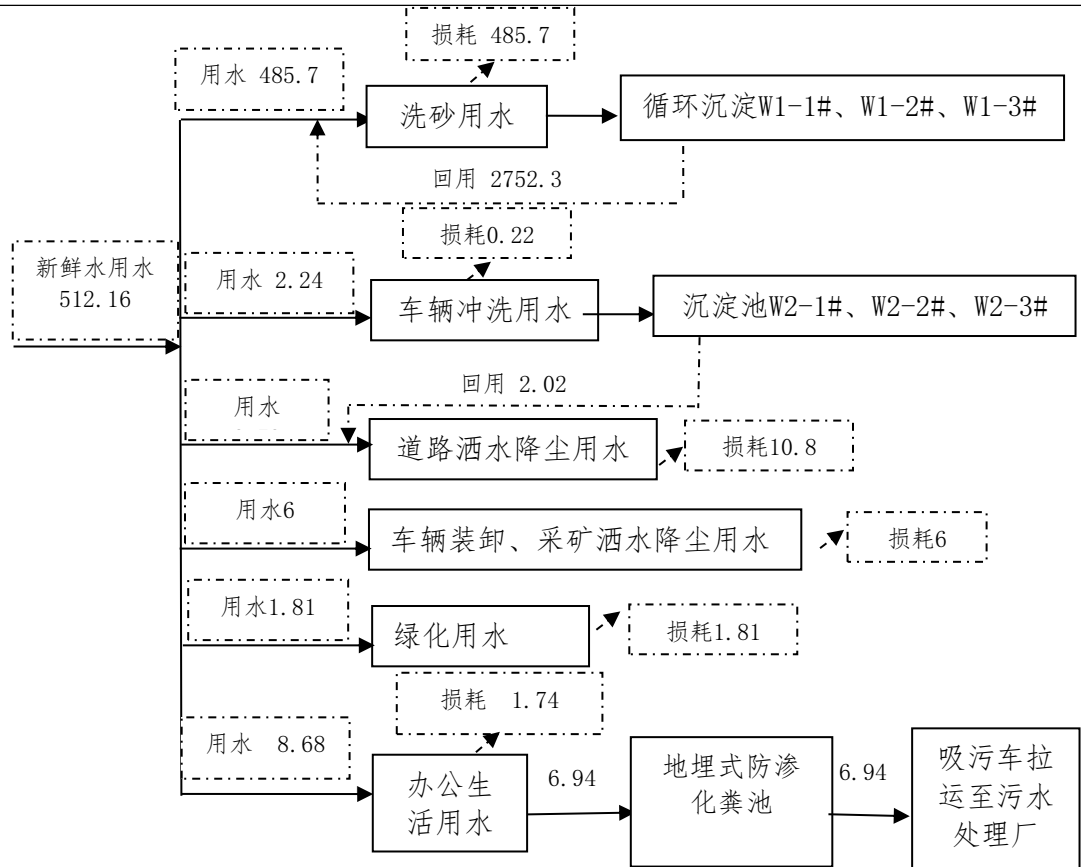 损耗 485.7
用水 485.7
洗砂用水
循环沉淀W1-1#、W1-2#、W1-3#
回用 2752.3
损耗0.22
新鲜水用水
512.16
用水 2.24
车辆冲洗用水
沉淀池W2-1#、W2-2#、W2-3#
回用 2.02
用水
道路洒水降尘用水
损耗10.8
用水6
车辆装卸、采矿洒水降尘用水
损耗6
用水1.81
绿化用水
损耗1.81
损耗 1.74
用水 8.68
办公生
活用水
6.94
地埋式防渗
化粪池
6.94
吸污车拉
运至污水
处理厂